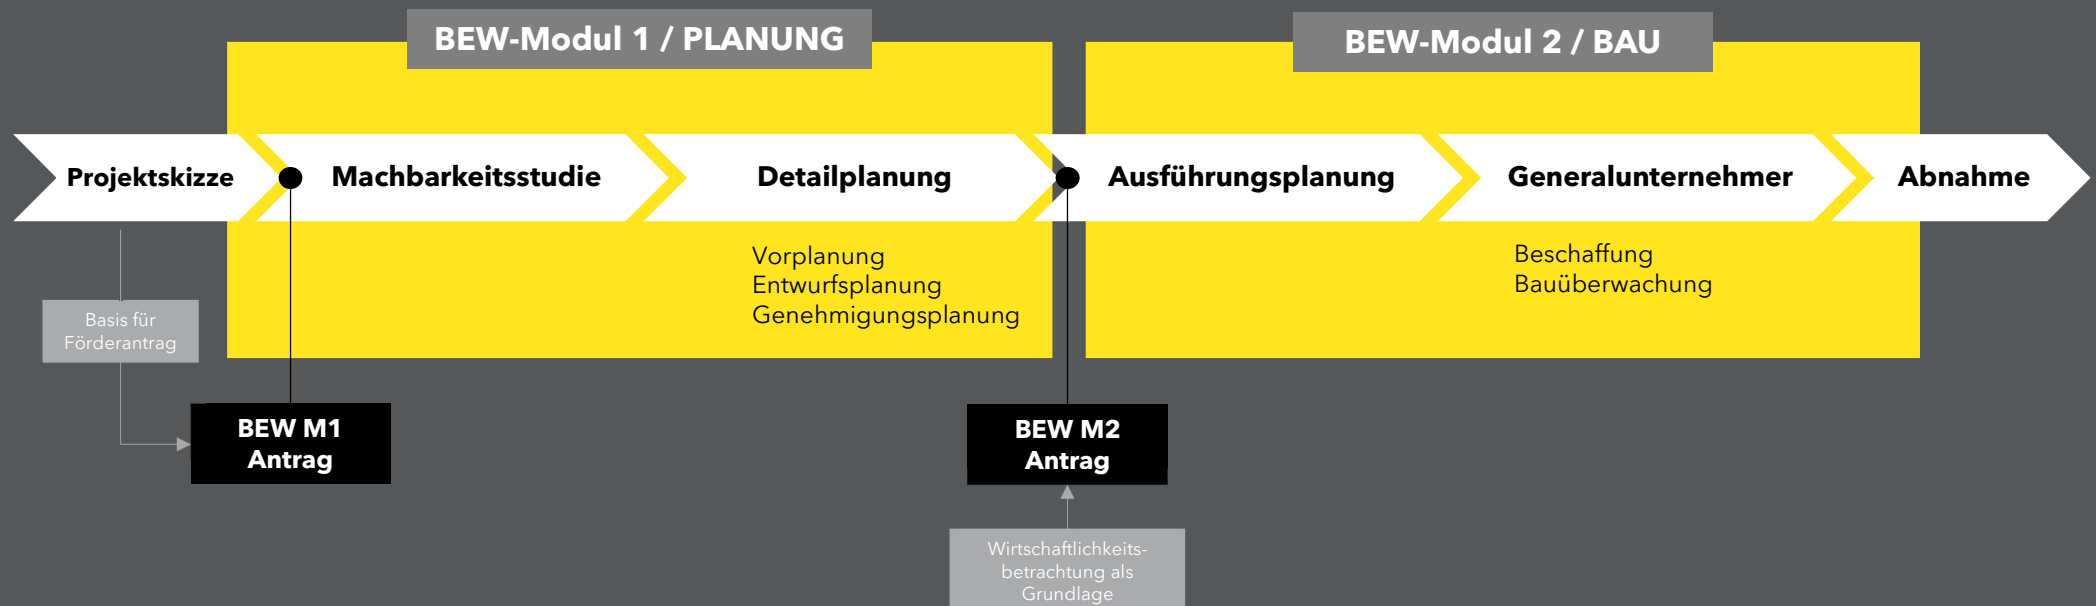 BEW-Modul 1 / PLANUNG
BEW-Modul 2 / BAU
Projektskizze
Machbarkeitsstudie
Detailplanung
Ausführungsplanung
Generalunternehmer
Abnahme
Vorplanung
Entwurfsplanung
Genehmigungsplanung
Beschaffung
Bauüberwachung
Basis für
Förderantrag
BEW M1
Antrag
BEW M2
Antrag
Wirtschaftlichkeits-
betrachtung als
Grundlage